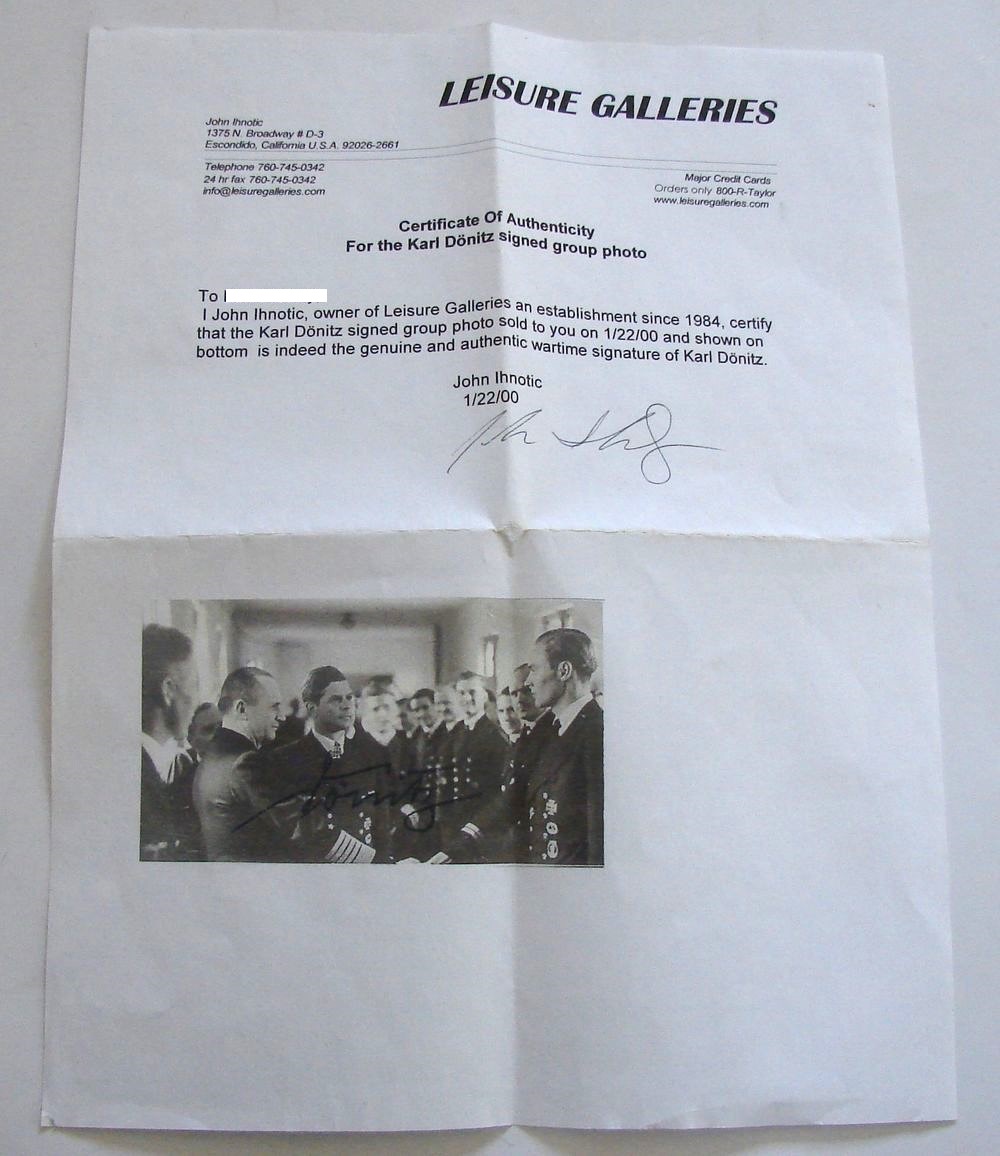 LEISURE GALLERIES
John Ihnotic
1375 N. Broadway # D-3
Escondido, California U.S.A. 92026-2661
Telephone 760-745-0342
24 hr fax 760-745-0342
info@leisuregalleries.com
Major Credit Cards
Orders only 800-R-Taylor
www.leisuregalleries.com
Certificate Of Authenticity
For the Karl Dönitz signed group photo
To
I John Ihnotic, owner of Leisure Galleries an establishment since 1984, certify
that the Karl Dönitz signed group photo sold to you on 1/22/00 and shown on
bottom is indeed the genuine and authentic wartime signature of Karl Dönitz.
John Ihnotic
1/22/00
Dönitz